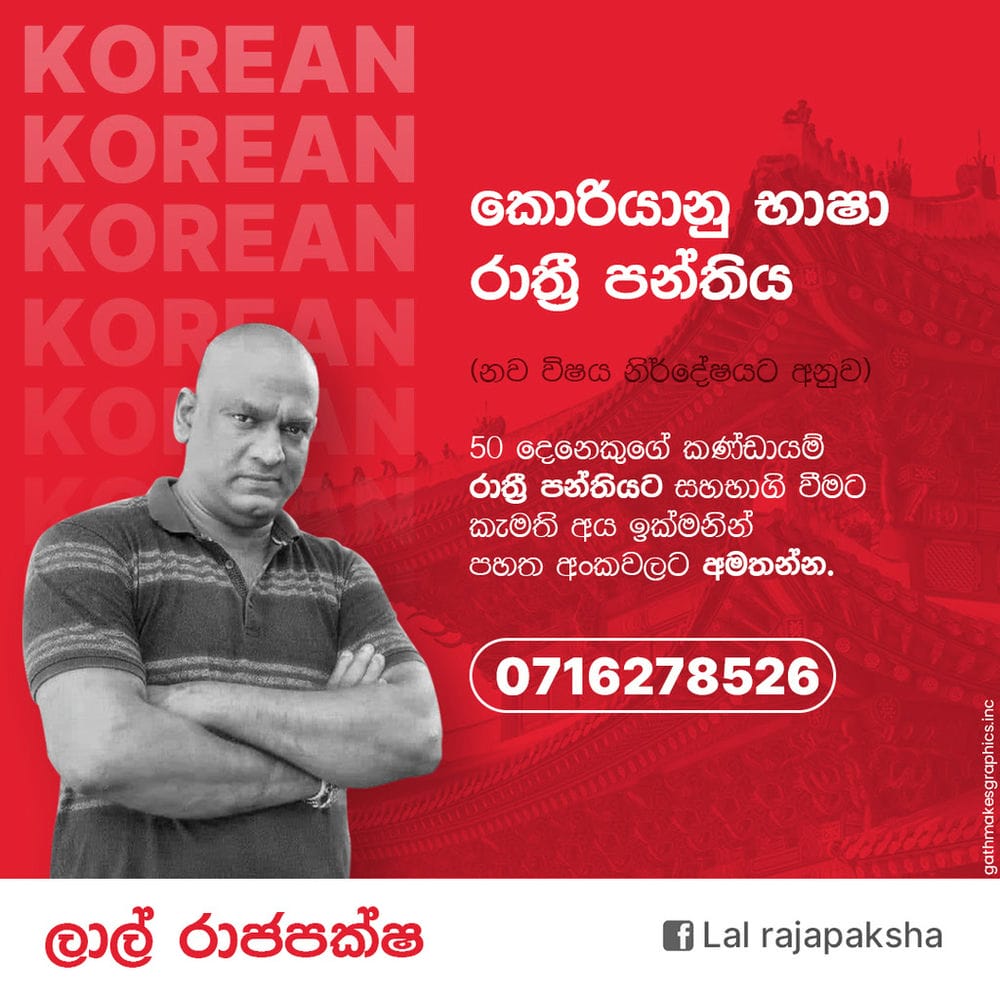 KOREAN
KOREAN
KOREAN
KOREAN
KOREAN
KOREAN
කොරියානු භාෂා
රාත්‍රී පන්තිය
(නව විෂය නිර්දේෂයට අනුව)
50 දෙනෙකුගේ කණ්ඩායම්
රාත්‍රී පන්තියට සහභාගි වීමට
කැමති අය ඉක්මනින්
පහත අංකවලට අමතන්න.
0716278526
gathmakesgraphics.inc
ලාල් රාජපක්ෂ
Lal rajapaksha